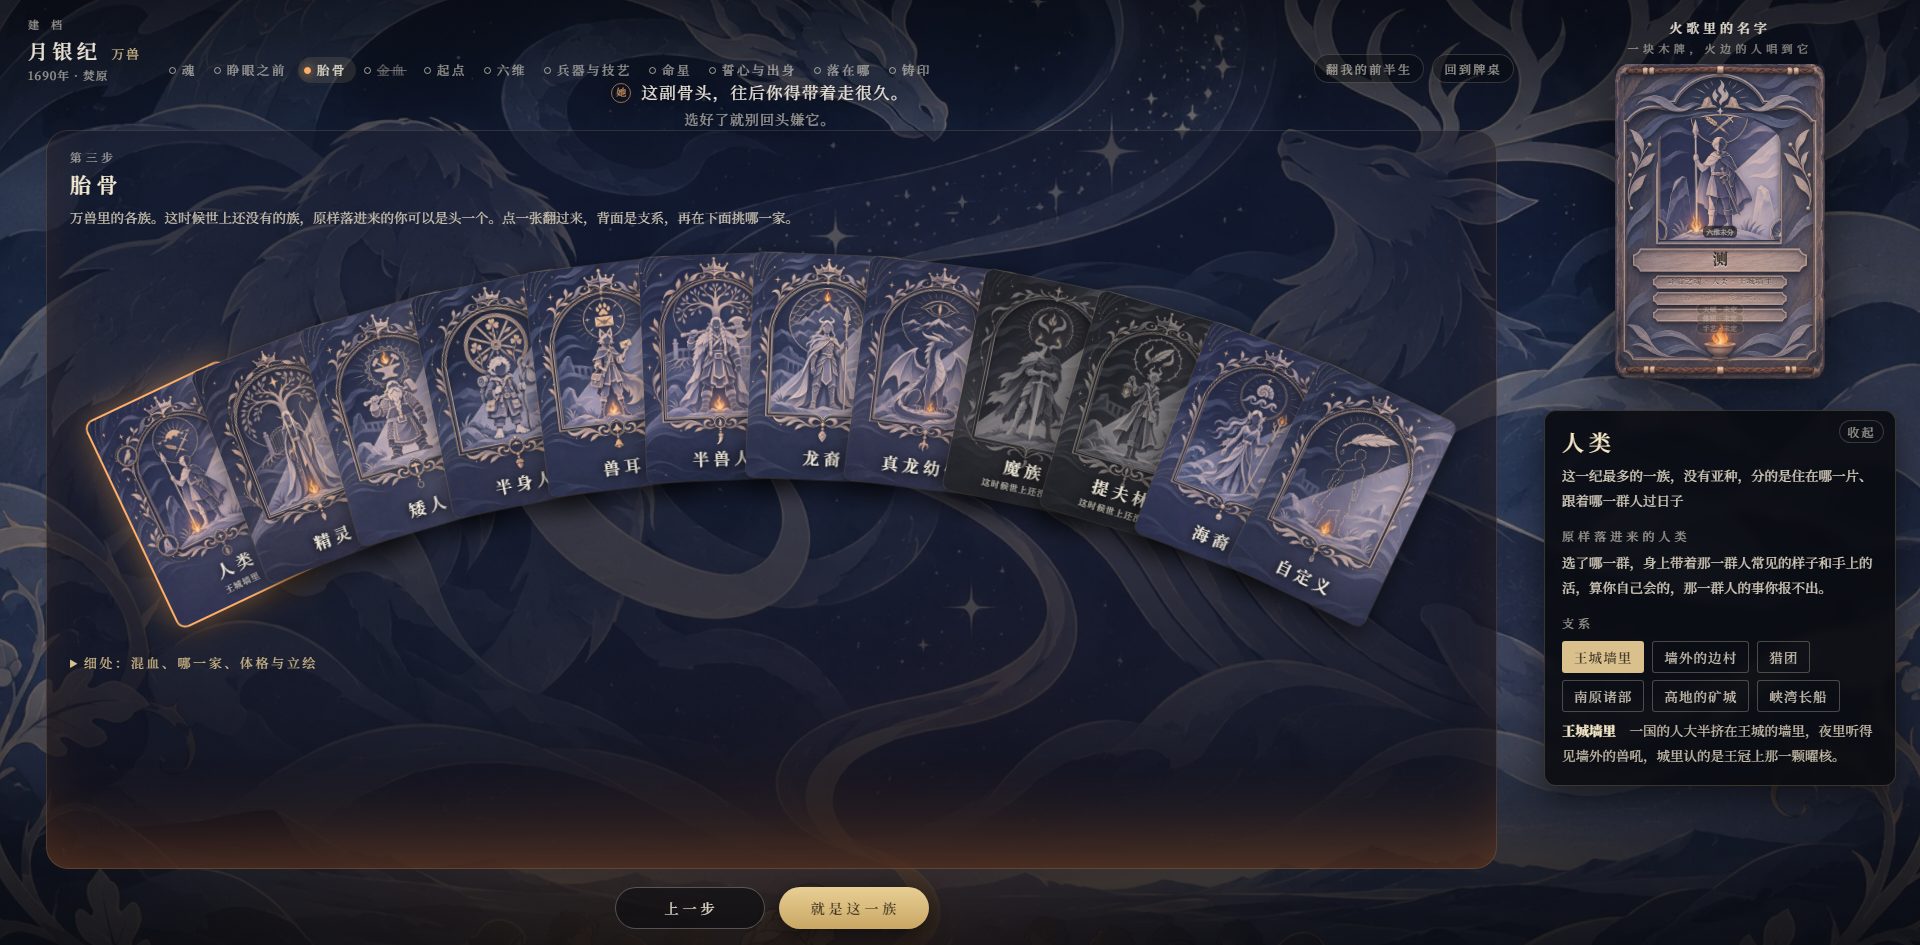 建 档
月银纪 万兽
1690年 · 焚原
魂 睁眼之前 胎骨 金血 起点 六维 兵器与技艺 命星 誓心与出身 落在哪 铸印
翻我的前半生 回到牌桌
她 这副骨头，往后你得带着走很久。
选好了就别回头嫌它。
第三步
胎骨
万兽里的各族。这时候世上还没有的族，原样落进来的你可以是头一个。点一张翻过来，背面是支系，再在下面挑哪一家。
人类
王城墙里
精灵
矮人
半身人
兽耳
半兽人
龙裔
真龙幼
魔族
这时候世上还没
提夫林
这时候世上还没
海裔
自定义
▶ 细处：混血、哪一家、体格与立绘
上一步 就是这一族
火歌里的名字
一块木牌，火边的人唱到它
六维未分
测
人类
收起
这一纪最多的一族，没有亚种，分的是住在哪一片、
跟着哪一群人过日子
原样落进来的人类
选了哪一群，身上带着那一群人常见的样子和手上的
活，算你自己会的，那一群人的事你报不出。
支系
王城墙里 墙外的边村 猎团
南原诸部 高地的矿城 峡湾长船
王城墙里 一国的人大半挤在王城的墙里，夜里听得
见墙外的兽吼，城里认的是王冠上那一颗曜核。